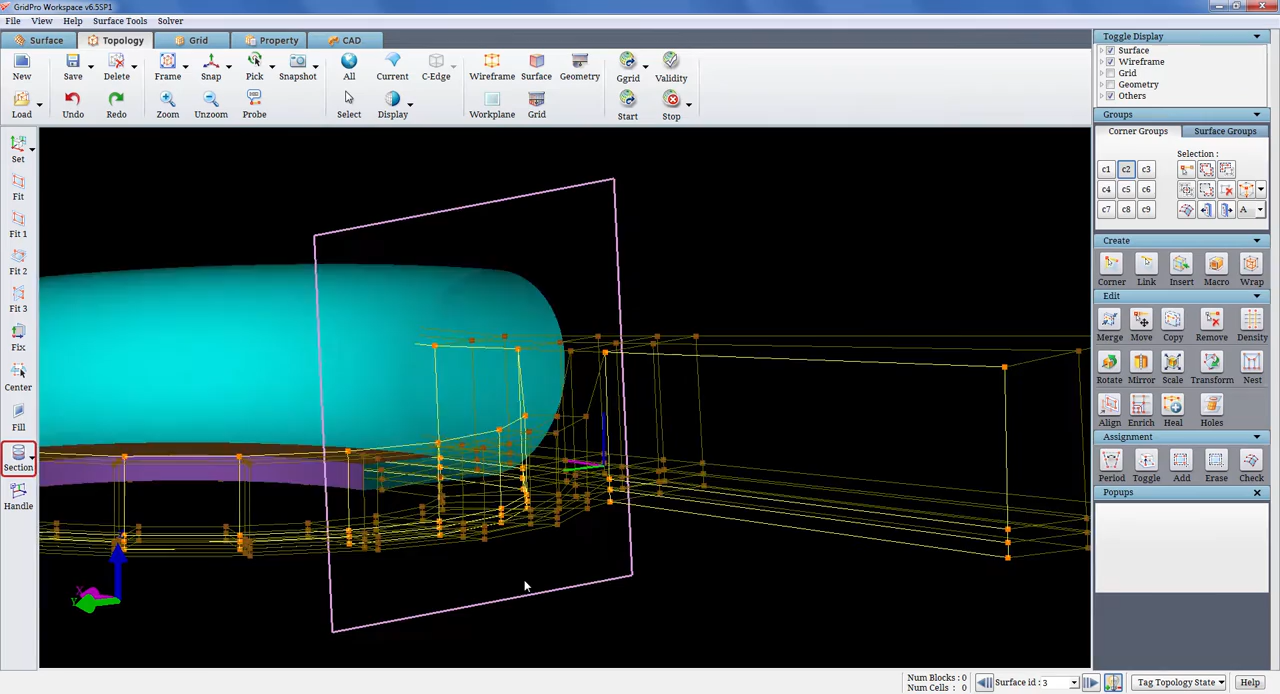 GridPro Workspace v6.5SP1
File View Help Surface Tools Solver
Surface Topology Grid Property CAD
New Save Delete Frame Snap Pick Snapshot All Current C-Edge Wireframe Surface Geometry Ggrid Validity
Load Undo Redo Zoom Unzoom Probe Select Display Workplane Grid Start Stop
Set
Fit
Fit 1
Fit 2
Fit 3
Fix
Center
Fill
Section
Handle
X
Y
Toggle Display
Surface
Wireframe
Grid
Geometry
Others
Groups
Corner Groups Surface Groups
Selection :
c1 c2 c3
c4 c5 c6
c7 c8 c9 A
Create
Corner Link Insert Macro Wrap
Edit
Merge Move Copy Remove Density
Rotate Mirror Scale Transform Nest
Align Enrich Heal Holes
Assignment
Period Toggle Add Erase Check
Popups
Num Blocks : 0
Num Cells : 0
Surface id : 3 Tag Topology State Help